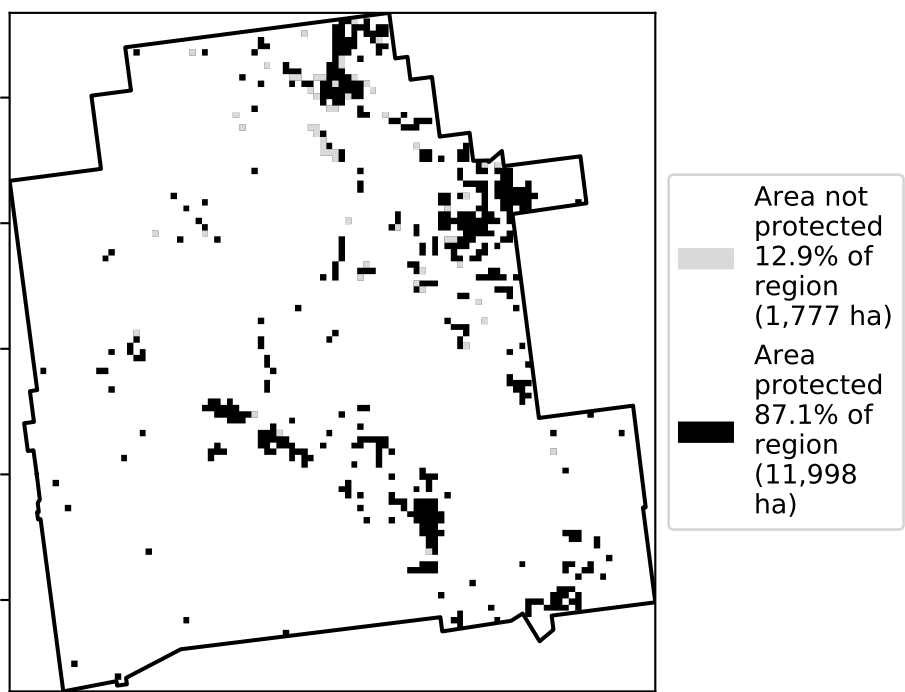 Area not
protected
12.9% of
region
(1,777 ha)
Area
protected
87.1% of
region
(11,998
ha)